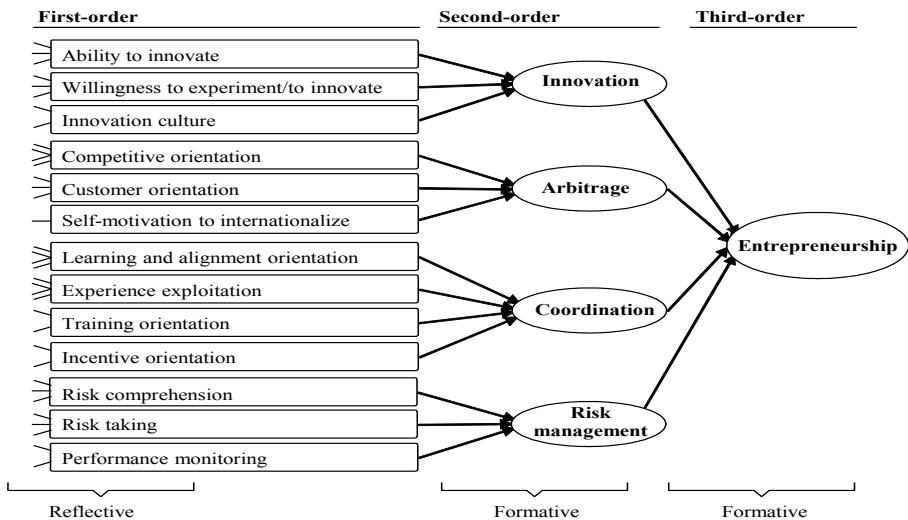 First-order
Second-order
Third-order
Ability to innovate
Willingness to experiment/to innovate
Innovation culture
Competitive orientation
Customer orientation
Self-motivation to internationalize
Learning and alignment orientation
Experience exploitation
Training orientation
Incentive orientation
Risk comprehension
Risk taking
Performance monitoring
Innovation
Arbitrage
Coordination
Risk
management
Entrepreneurship
Reflective
Formative
Formative